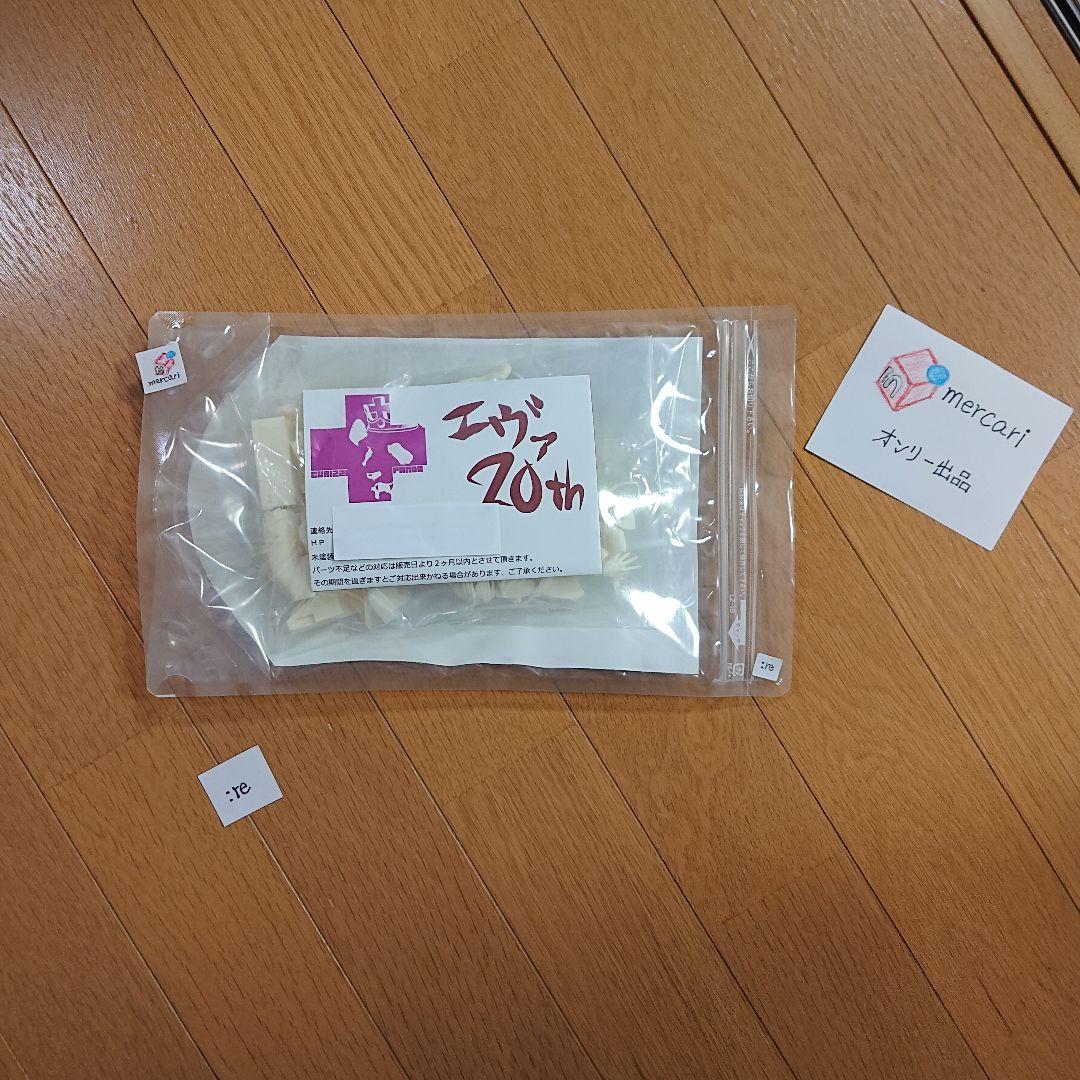 mercari
エヴァ
20th
連絡先
HP
未塗装
パーツ不足などの対応は販売日より2ヶ月以内とさせて頂きます。
その期間を過ぎますとご対応出来かねる場合があります、ご了承ください。
:re
mercari
オンリー出品
:re